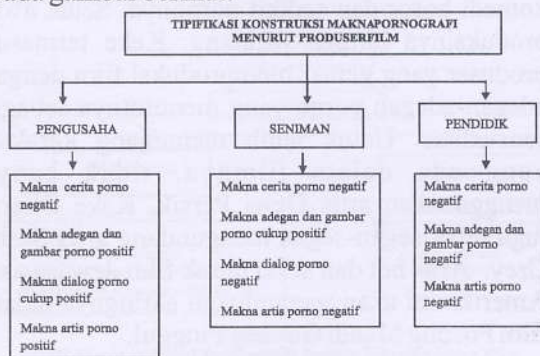 TIPIFIKASI KONSTRUKSI MAKNAPORNOGRAFI
MENURUT PRODUSERFILM
PENGUSAHA
Makna cerita porno
negatif
Makna adegan dan
gambar porno positif
Makna dialog porno
cukup positif
Makna artis porno
positif
SENIMAN
Makna cerita porno negatif
Makna adegan dan gambar
porno cukup positif
Makna dialog porno
negatif
Makna artis porno negatif
PENDIDIK
Makna cerita porno
negatif
Makna adegan dan
gambar porno
negatif
Makna artis porno
negatif